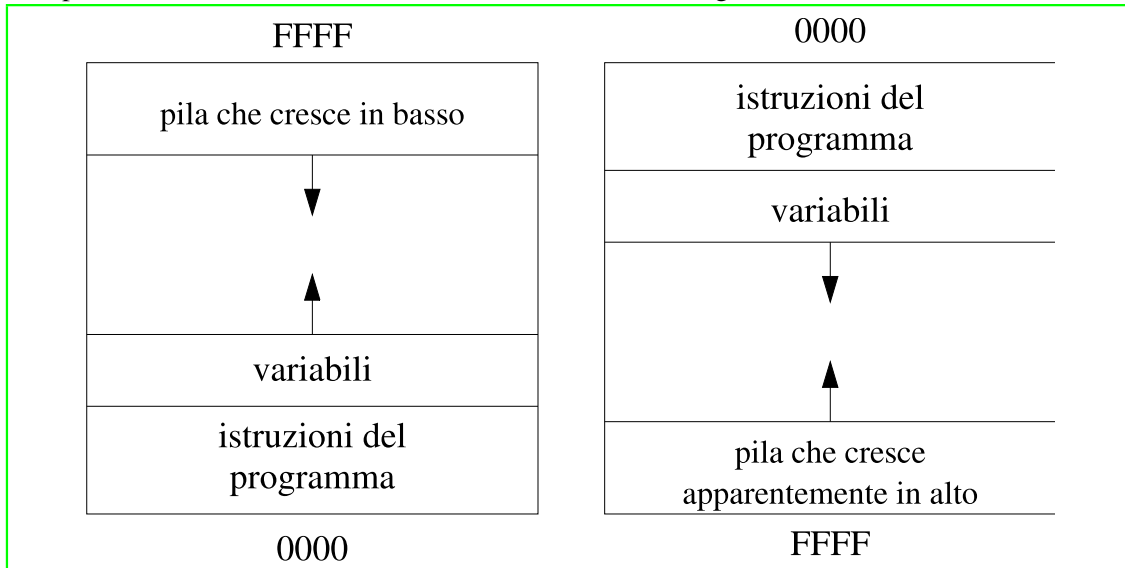 FFFF
pila che cresce in basso
variabili
istruzioni del
programma
0000
0000
istruzioni del
programma
variabili
pila che cresce
apparentemente in alto
FFFF